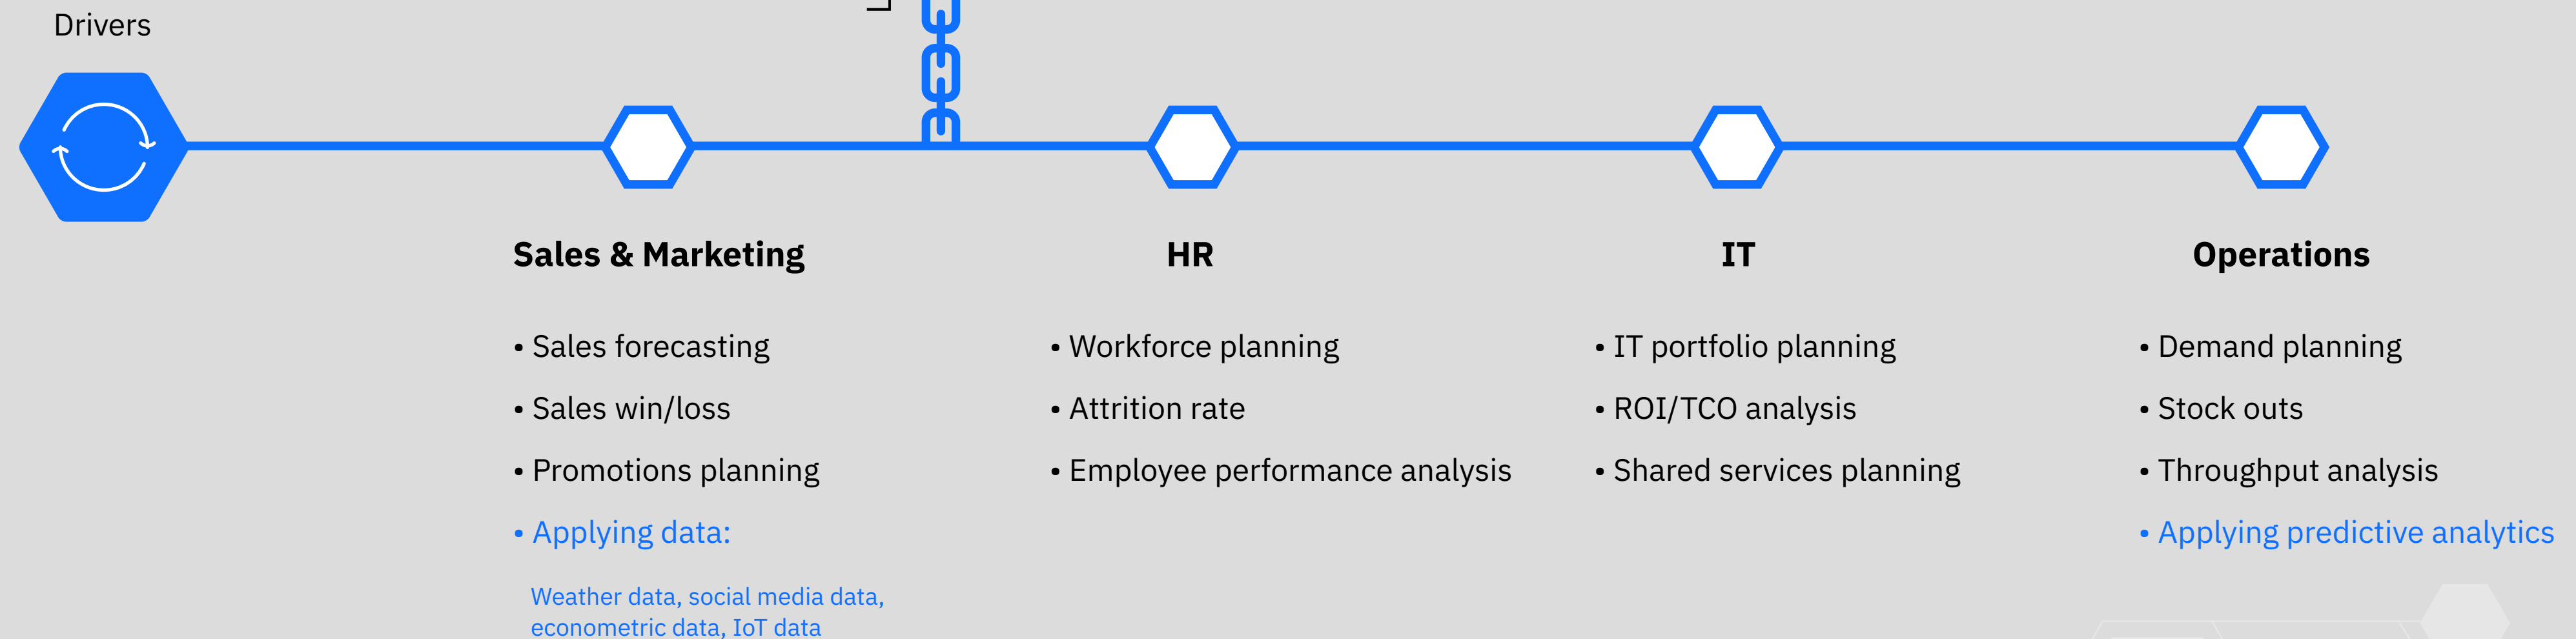 Drivers
Sales & Marketing
• Sales forecasting
• Sales win/loss
• Promotions planning
• Applying data:
Weather data, social media data,
econometric data, IoT data
HR
• Workforce planning
• Attrition rate
• Employee performance analysis
IT
• IT portfolio planning
• ROI/TCO analysis
• Shared services planning
Operations
• Demand planning
• Stock outs
• Throughput analysis
• Applying predictive analytics